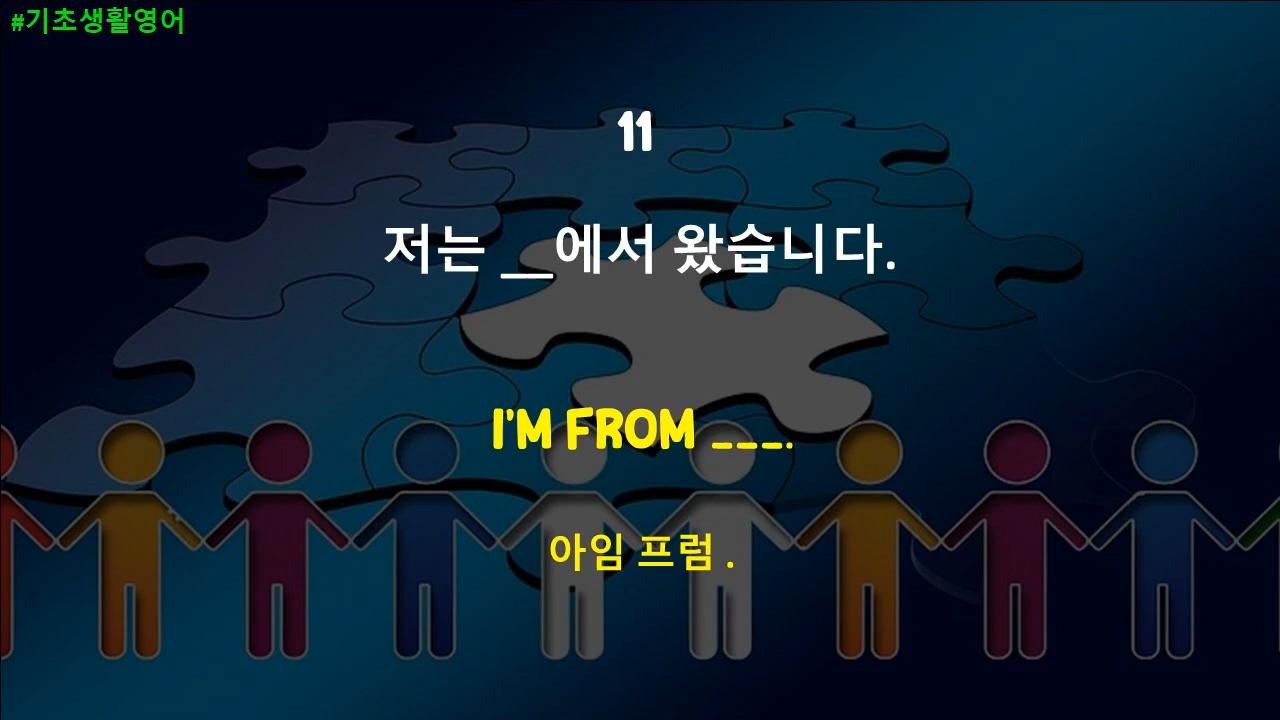 #기초생활영어
11
저는 __에서 왔습니다.
I'M FROM ___.
아임 프럼 .